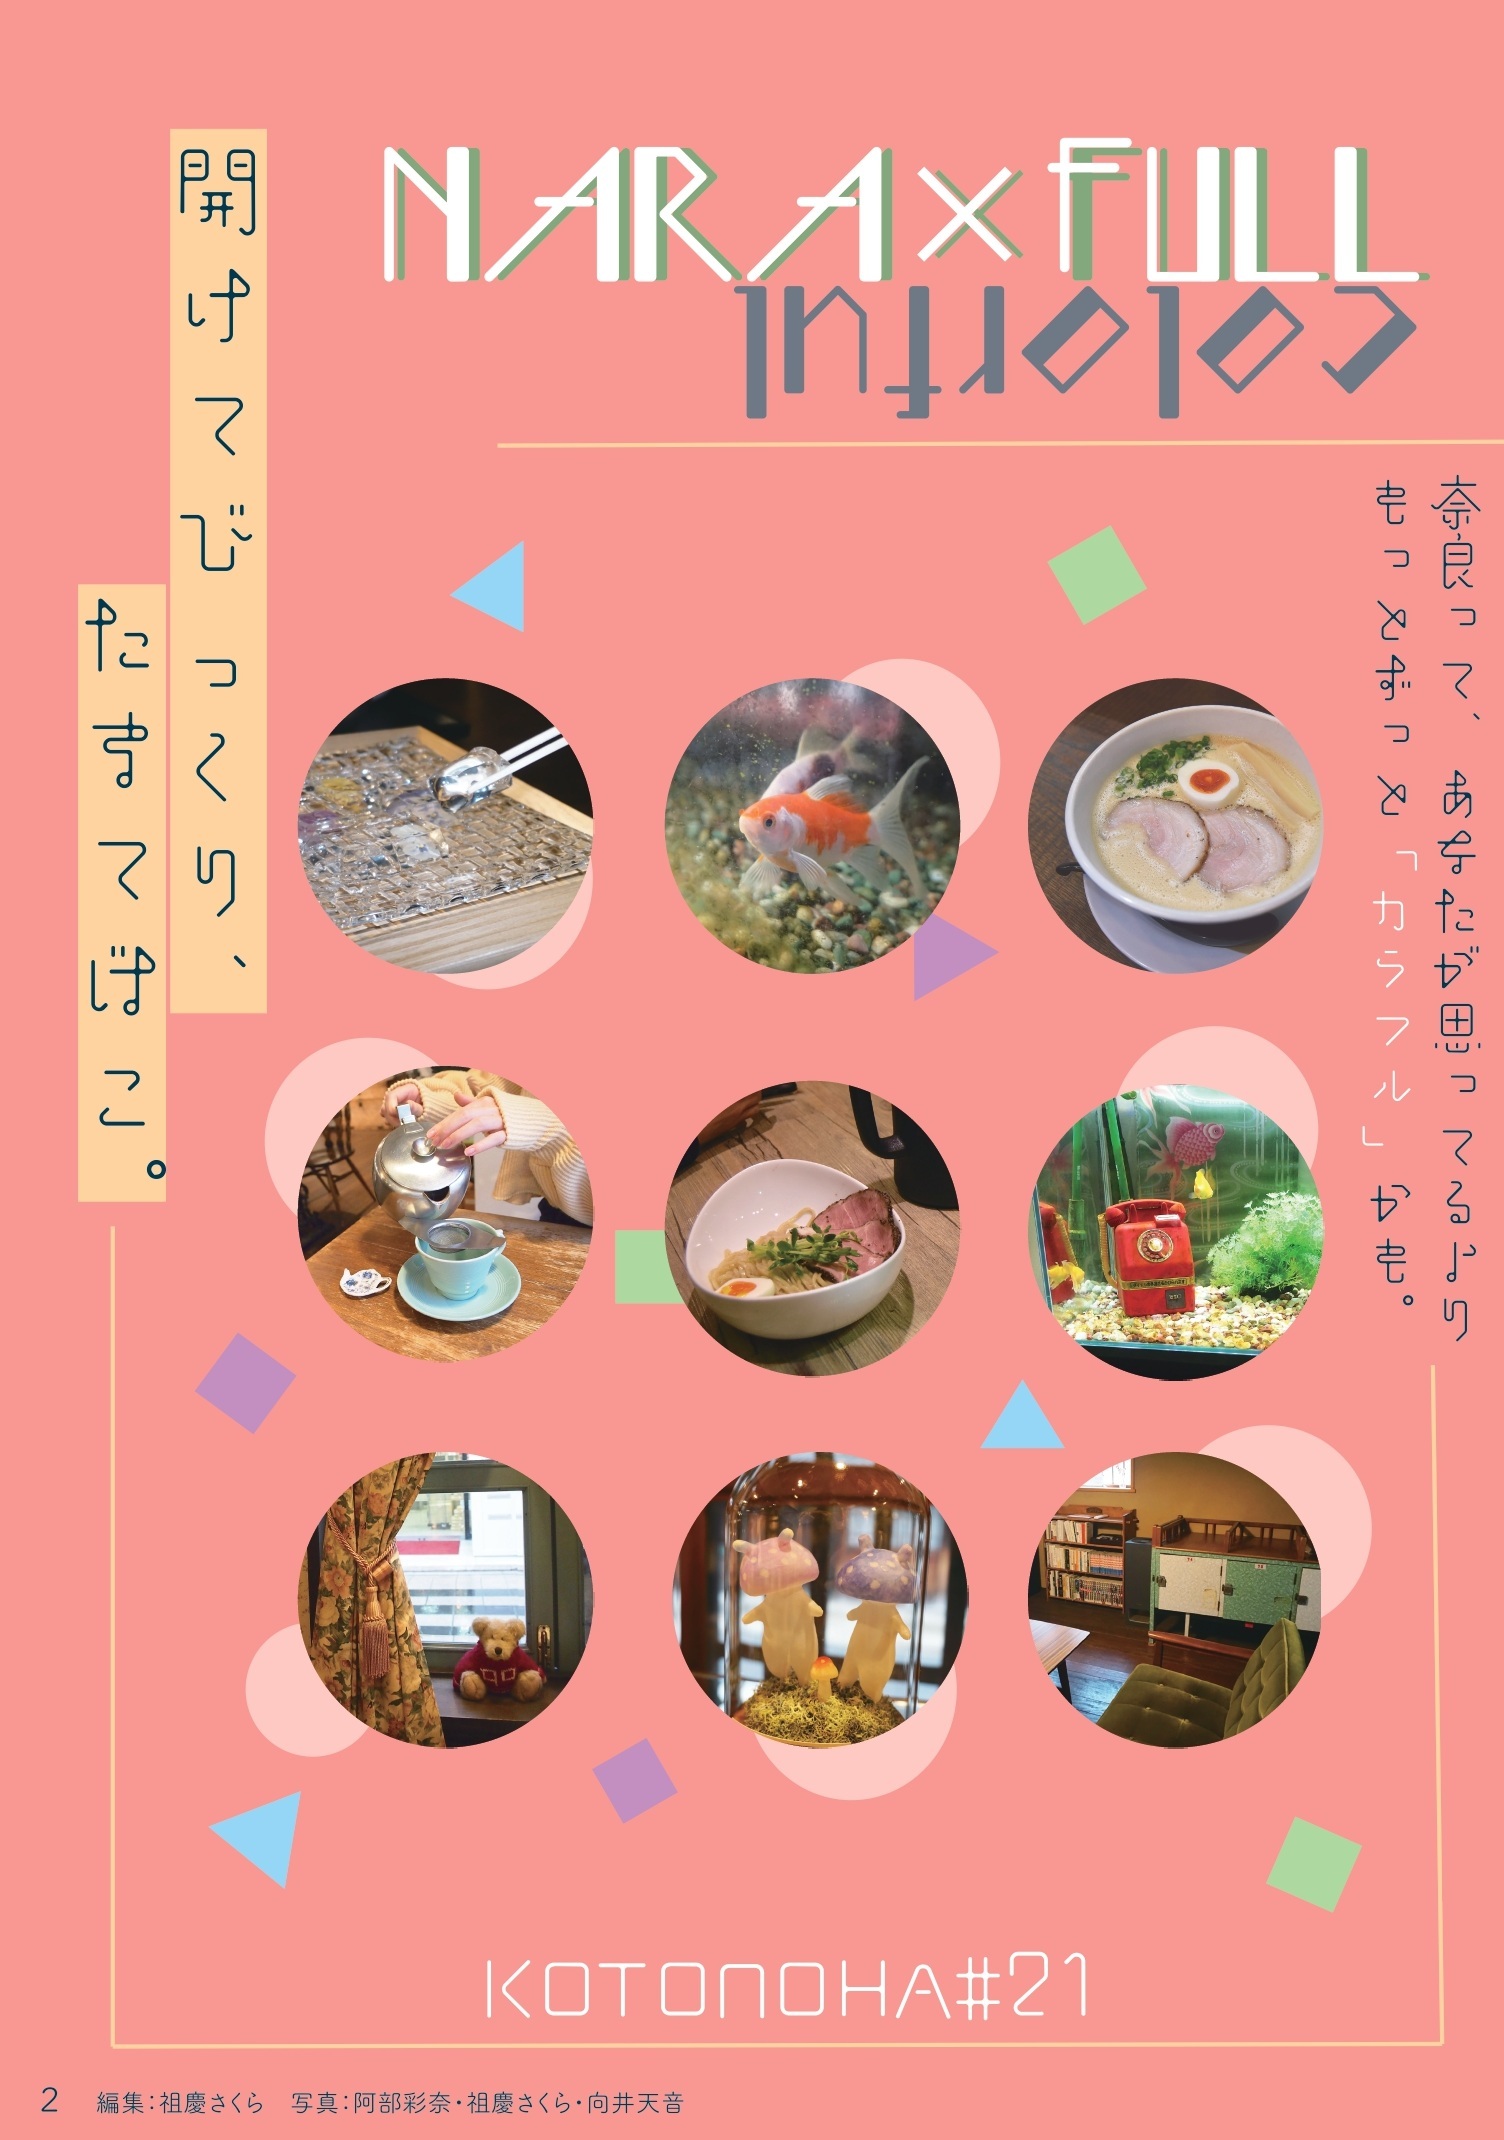 NARA×FULL
colorful
奈良って、あなたが思ってるより
もっとずっと「カラフル」かも。
開けてびっくり、
たまてばこ。
KOTONOHA#21
2 編集:祖慶さくら 写真:阿部彩奈・祖慶さくら・向井天音